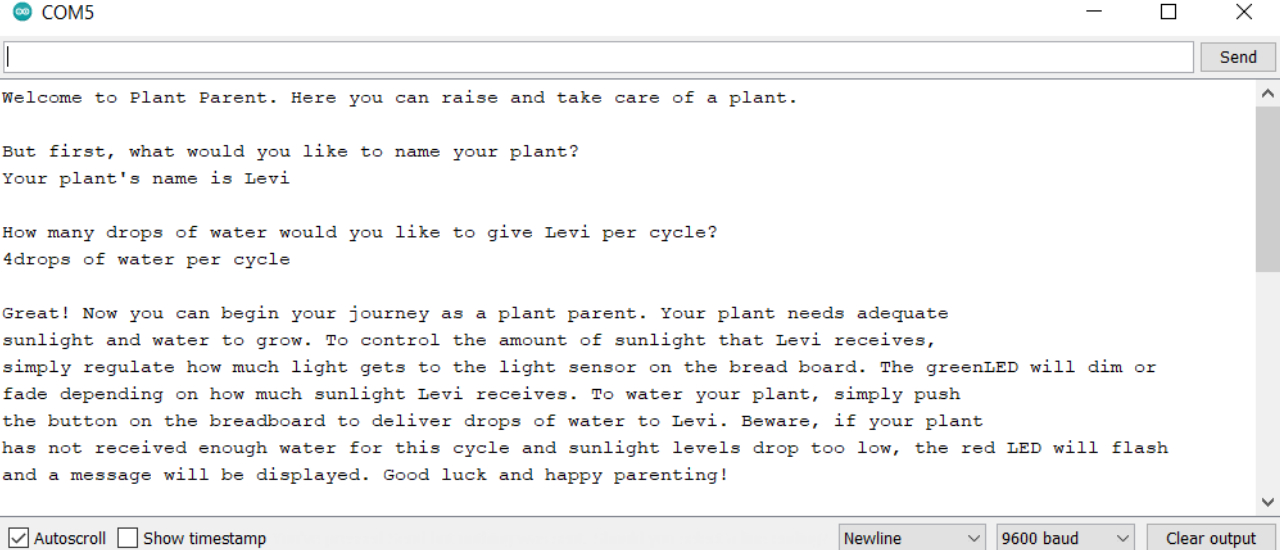 COM5
Send
Welcome to Plant Parent. Here you can raise and take care of a plant.
But first, what would you like to name your plant?
Your plant's name is Levi
How many drops of water would you like to give Levi per cycle?
4drops of water per cycle
Great! Now you can begin your journey as a plant parent. Your plant needs adequate
sunlight and water to grow. To control the amount of sunlight that Levi receives,
simply regulate how much light gets to the light sensor on the bread board. The greenLED will dim or
fade depending on how much sunlight Levi receives. To water your plant, simply push
the button on the breadboard to deliver drops of water to Levi. Beware, if your plant
has not received enough water for this cycle and sunlight levels drop too low, the red LED will flash
and a message will be displayed. Good luck and happy parenting!
Autoscroll Show timestamp Newline 9600 baud Clear output